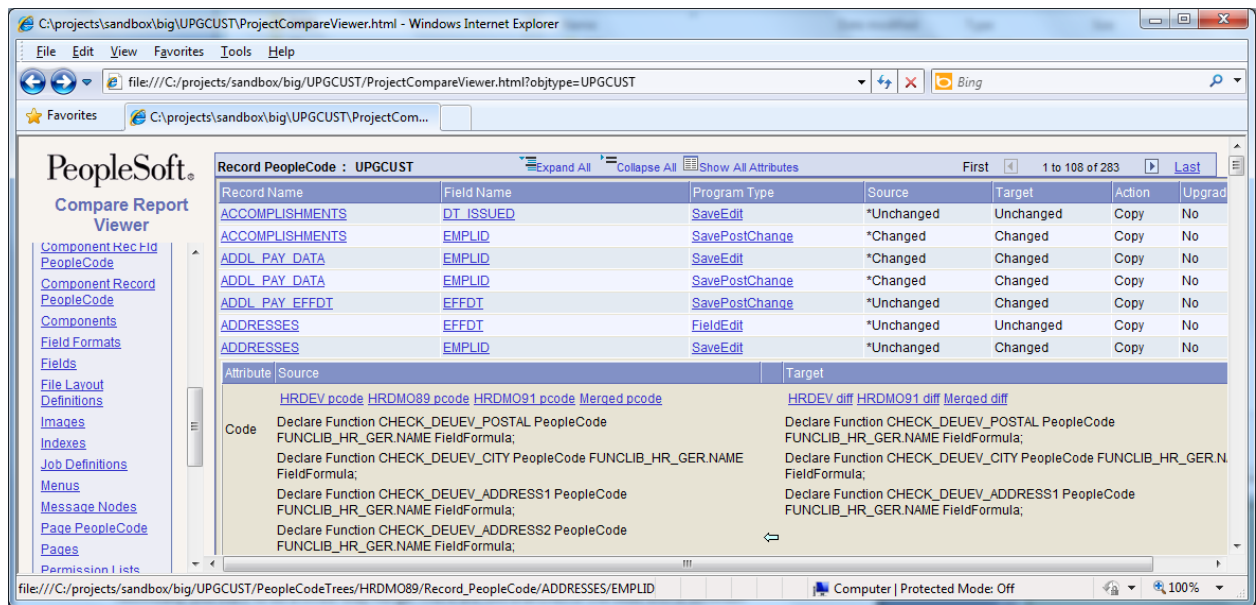 C:\projects\sandbox\big\UPGCUST\ProjectCompareViewer.html - Windows Internet Explorer
File Edit View Favorites Tools Help
file:///C:/projects/sandbox/big/UPGCUST/ProjectCompareViewer.html?objtype=UPGCUST Bing
Favorites C:\projects\sandbox\big\UPGCUST\ProjectCom...
PeopleSoft.
Compare Report
Viewer
Component Rec Fld
PeopleCode
Component Record
PeopleCode
Components
Field Formats
Fields
File Layout
Definitions
Images
Indexes
Job Definitions
Menus
Message Nodes
Page PeopleCode
Pages
Permission Lists
Record PeopleCode : UPGCUST Expand All Collapse All Show All Attributes First 1 to 108 of 283 Last
Record Name Field Name Program Type Source Target Action Upgrad
ACCOMPLISHMENTS DT_ISSUED SaveEdit *Unchanged Unchanged Copy No
ACCOMPLISHMENTS EMPLID SavePostChange *Changed Changed Copy No
ADDL_PAY_DATA EMPLID SaveEdit *Changed Changed Copy No
ADDL_PAY_DATA EMPLID SavePostChange *Changed Changed Copy No
ADDL_PAY_EFFDT EFFDT SavePostChange *Unchanged Changed Copy No
ADDRESSES EFFDT FieldEdit *Unchanged Unchanged Copy No
ADDRESSES EMPLID SaveEdit *Unchanged Changed Copy No
Attribute Source Target
HRDEV pcode HRDMO89 pcode HRDMO91 pcode Merged pcode HRDEV diff HRDMO91 diff Merged diff
Code
Declare Function CHECK_DEUEV_POSTAL PeopleCode
FUNCLIB_HR_GER.NAME FieldFormula;
Declare Function CHECK_DEUEV_CITY PeopleCode FUNCLIB_HR_GER.NAME
FieldFormula;
Declare Function CHECK_DEUEV_ADDRESS1 PeopleCode
FUNCLIB_HR_GER.NAME FieldFormula;
Declare Function CHECK_DEUEV_ADDRESS2 PeopleCode
FUNCLIB_HR_GER.NAME FieldFormula;
Declare Function CHECK_DEUEV_POSTAL PeopleCode
FUNCLIB_HR_GER.NAME FieldFormula;
Declare Function CHECK_DEUEV_CITY PeopleCode FUNCLIB_HR_GER.N
FieldFormula;
Declare Function CHECK_DEUEV_ADDRESS1 PeopleCode
FUNCLIB_HR_GER.NAME FieldFormula;
file:///C:/projects/sandbox/big/UPGCUST/PeopleCodeTrees/HRDMO89/Record_PeopleCode/ADDRESSES/EMPLID Computer | Protected Mode: Off 100%